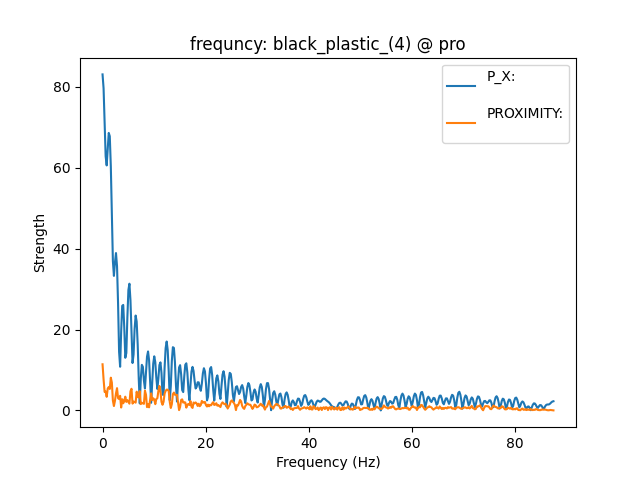 frequncy: black_plastic_(4) @ pro
P_X:
PROXIMITY:
Strength
80
60
40
20
0
0 20 40 60 80
Frequency (Hz)